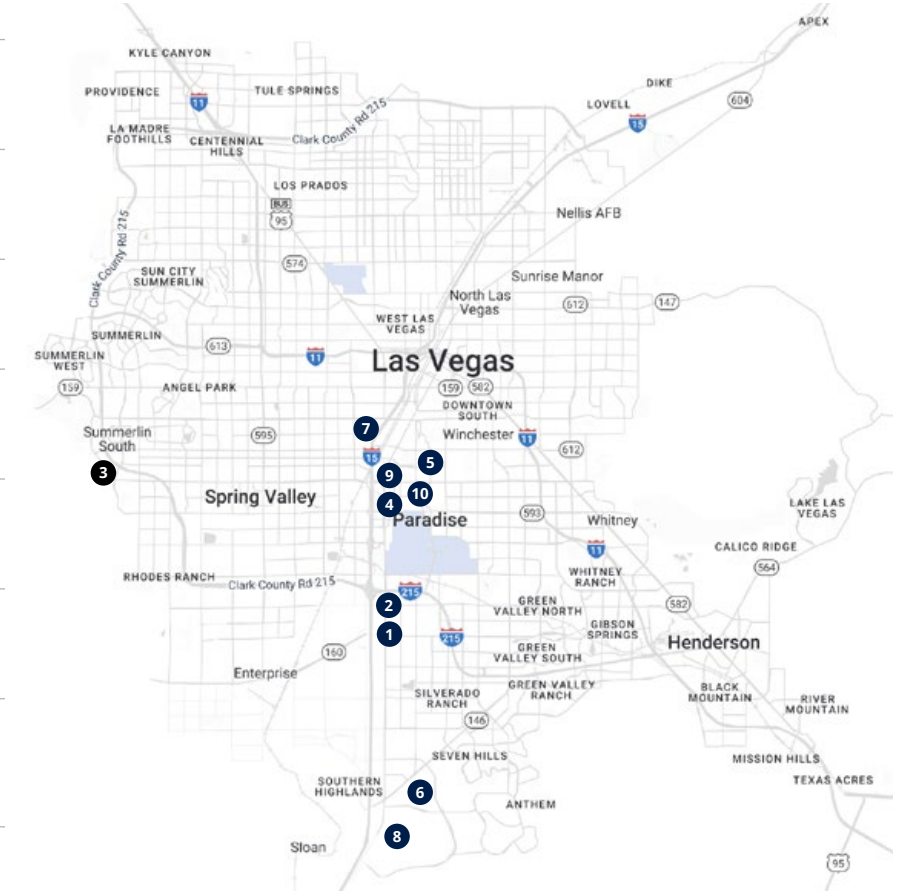 APEX
KYLE CANYON
DIKE
PROVIDENCE
TULE SPRINGS
11
604
LOVELL
15
LA MADRE
FOOTHILLS
Clark County Rd 215
CENTENNIAL
HILLS
LOS PRADOS
BUS
95
Nellis AFB
Clark County Rd 215
574
SUN CITY
SUMMERLIN
Sunrise Manor
North Las
Vegas
612
147
WEST LAS
VEGAS
SUMMERLIN
613
11
Las Vegas
SUMMERLIN
WEST
159
ANGEL PARK
159
582
DOWNTOWN
SOUTH
7
Summerlin
South
595
Winchester
11
612
15
5
3
9
Spring Valley
10
4
Paradise
593
Whitney
LAKE LAS
VEGAS
11
CALICO RIDGE
564
RHODES RANCH
Clark County Rd 215
WHITNEY
RANCH
215
2
GREEN
VALLEY NORTH
582
1
215
GIBSON
SPRINGS
Henderson
160
GREEN
VALLEY SOUTH
Enterprise
GREEN VALLEY
RANCH
SILVERADO
RANCH
BLACK
MOUNTAIN
RIVER
MOUNTAIN
146
SEVEN HILLS
MISSION HILLS
SOUTHERN
HIGHLANDS
6
TEXAS ACRES
ANTHEM
8
Sloan
95